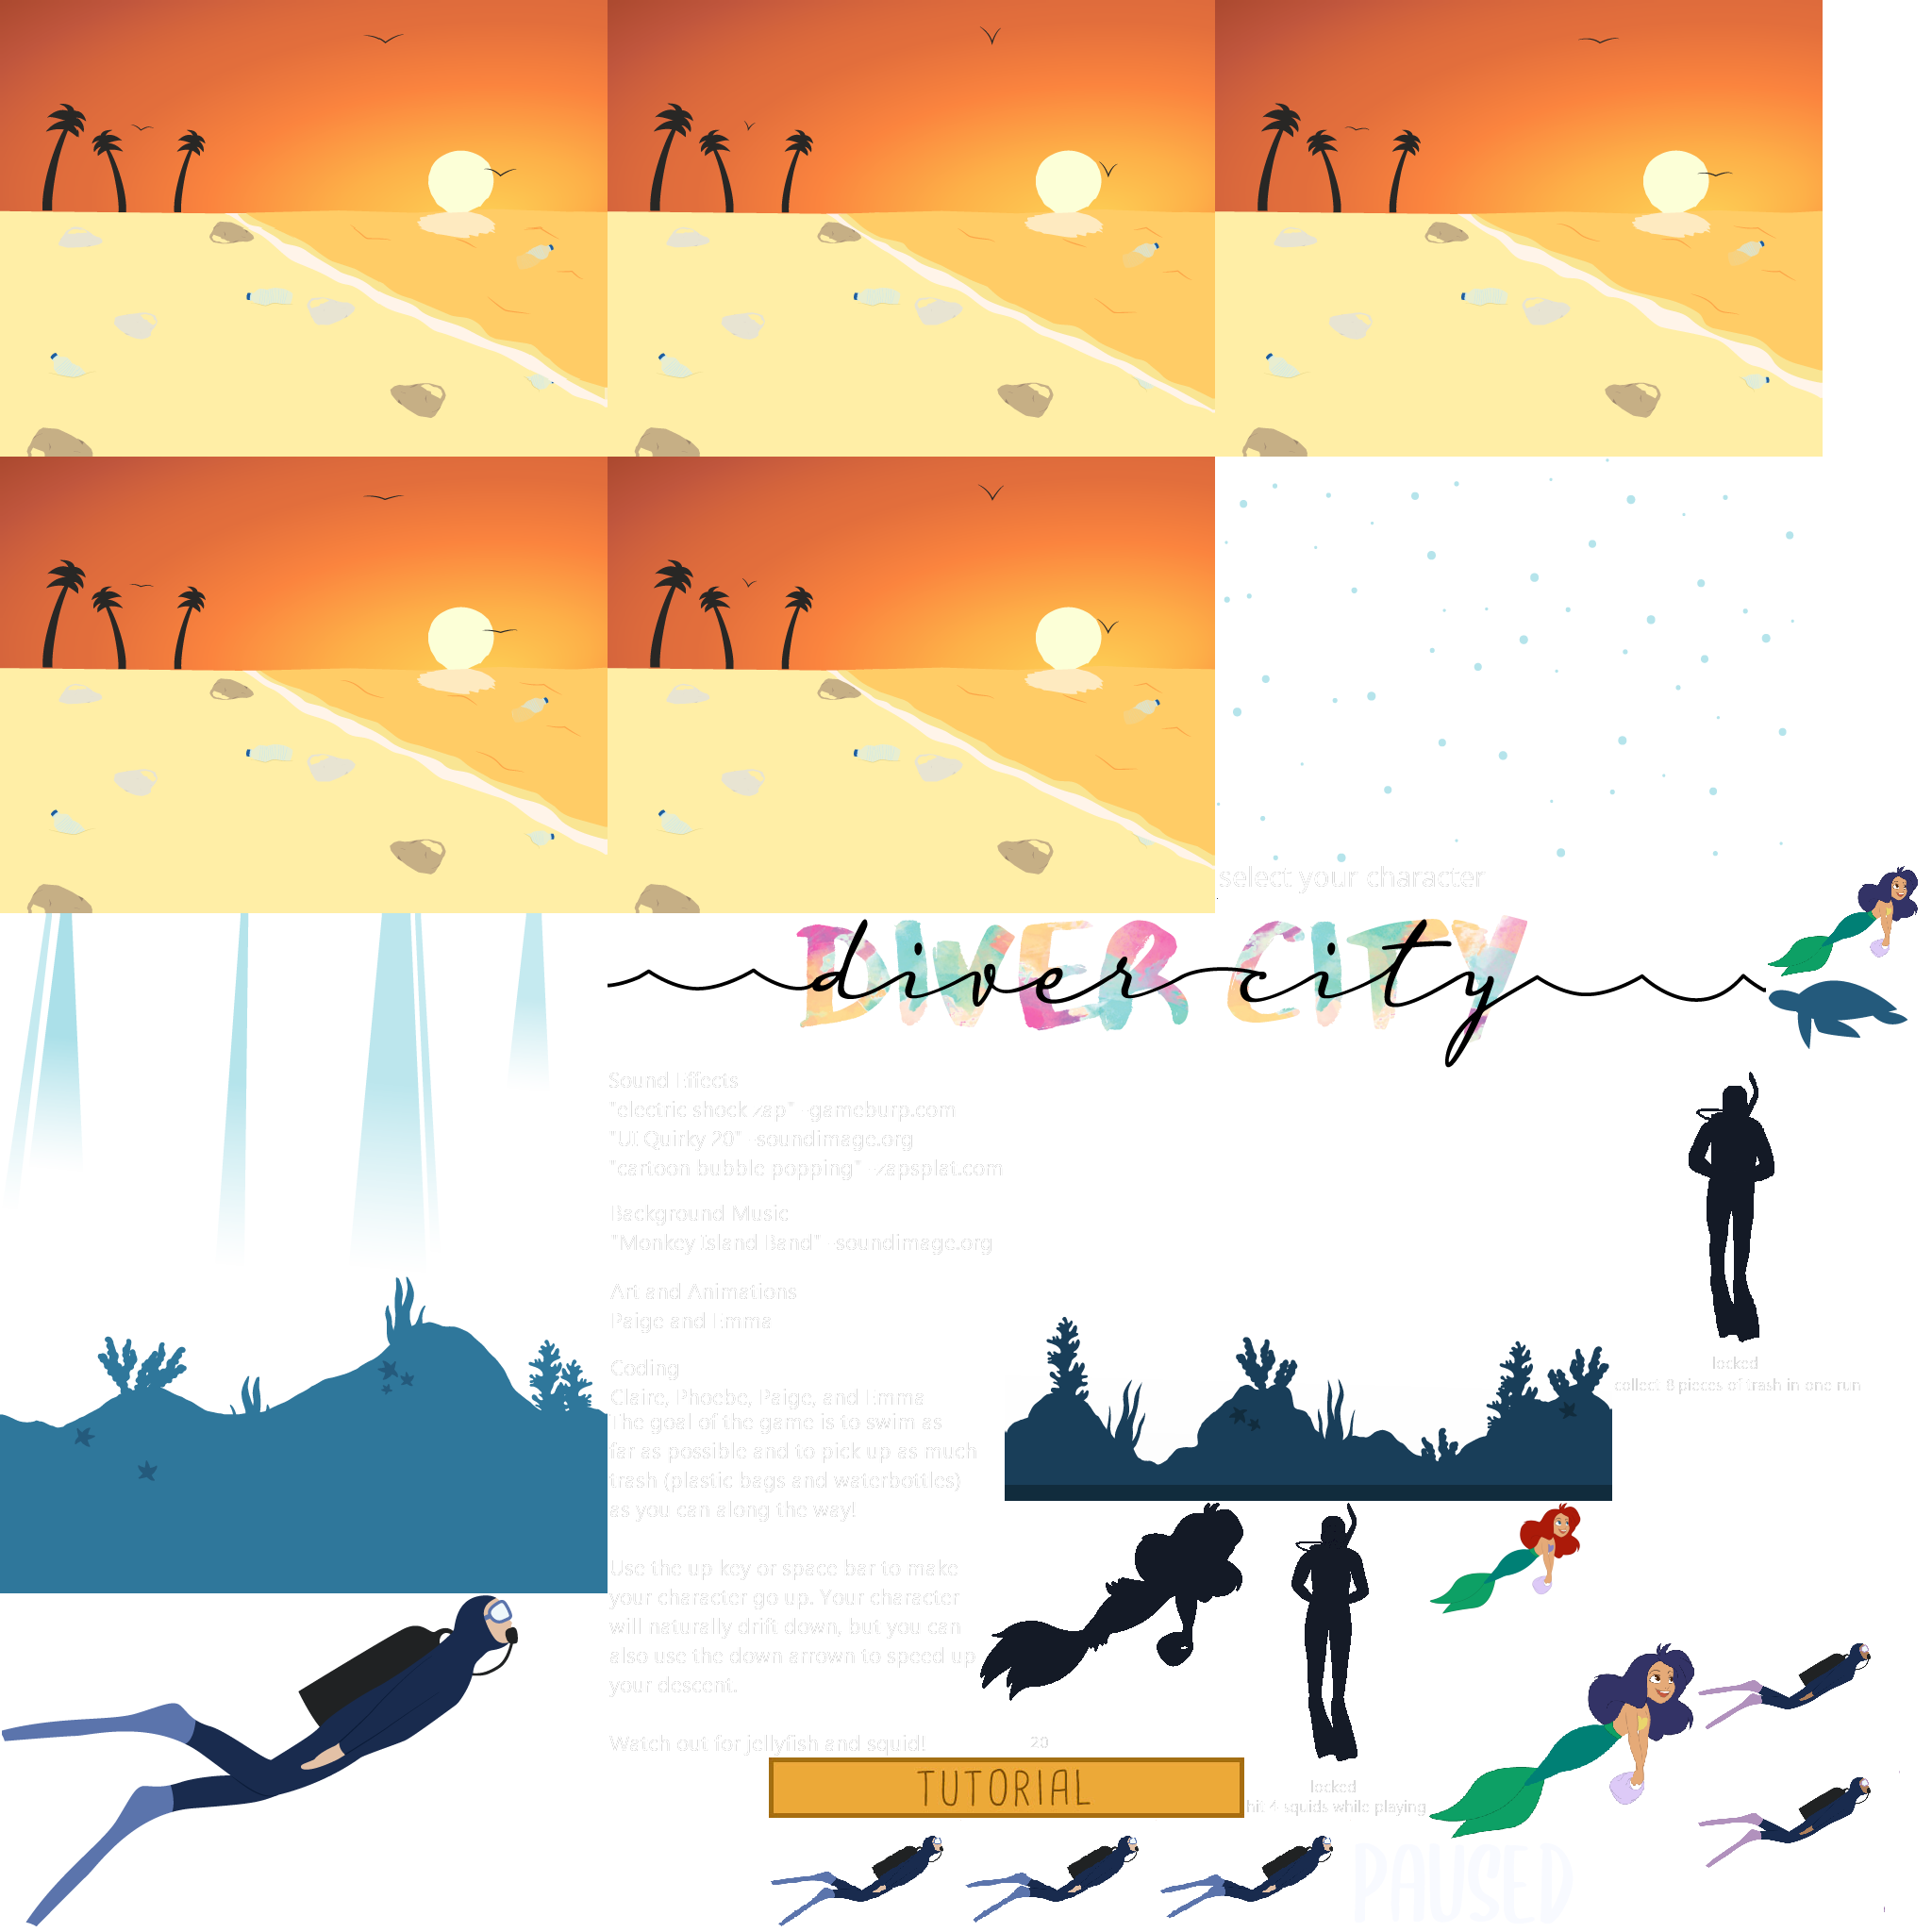 select your character
DIVER CITY
diver city
Sound Effects
"electric shock zap" -gameburp.com
"UI Quirky 20" -soundimage.org
"cartoon bubble popping" -zapsplat.com
Background Music
"Monkey Island Band" -soundimage.org
Art and Animations
Paige and Emma
Coding
Claire, Phoebe, Paige, and Emma
The goal of the game is to swim as
far as possible and to pick up as much
trash (plastic bags and waterbottles)
as you can along the way!
Use the up key or space bar to make
your character go up. Your character
will naturally drift down, but you can
also use the down arrown to speed up
your descent.
Watch out for jellyfish and squid!
20
locked
collect 8 pieces of trash in one run
TUTORIAL
locked
hit 4 squids while playing
PAUSED